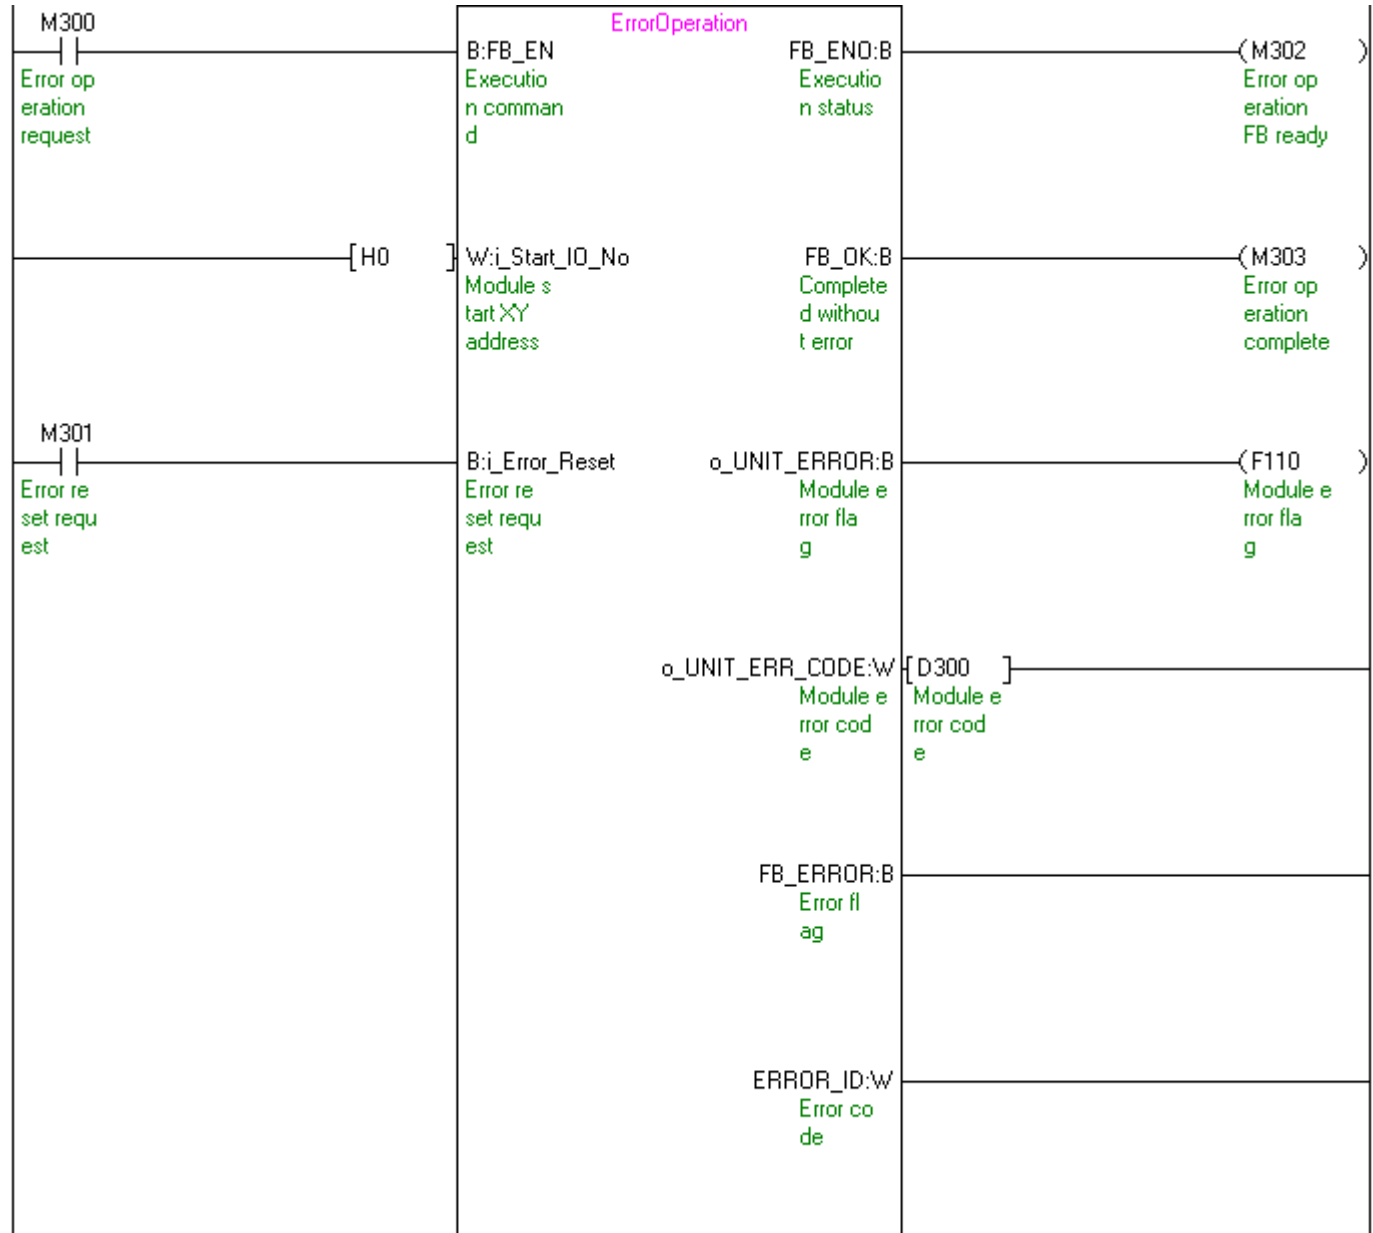 M300
ErrorOperation
B:FB_EN
FB_ENO:B
(M302 )
Error op
eration
request
Executio
n comman
d
Executio
n status
Error op
eration
FB ready
[H0 ]
W:i_Start_IO_No
FB_OK:B
(M303 )
Module s
tart XY
address
Complete
d withou
t error
Error op
eration
complete
M301
B:i_Error_Reset
o_UNIT_ERROR:B
(F110 )
Error re
set requ
est
Error re
set requ
est
Module e
rror fla
g
Module e
rror fla
g
o_UNIT_ERR_CODE:W
[D300 ]
Module e
rror cod
e
Module e
rror cod
e
FB_ERROR:B
Error fl
ag
ERROR_ID:W
Error co
de